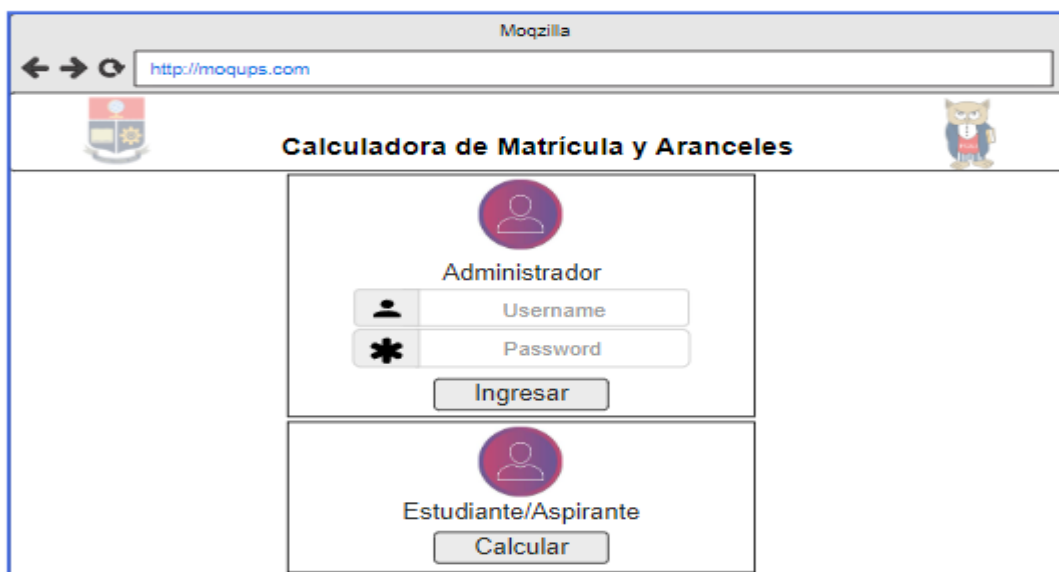 Moqzilla
http://moqups.com
Calculadora de Matrícula y Aranceles
Administrador
Username
Password
Ingresar
Estudiante/Aspirante
Calcular